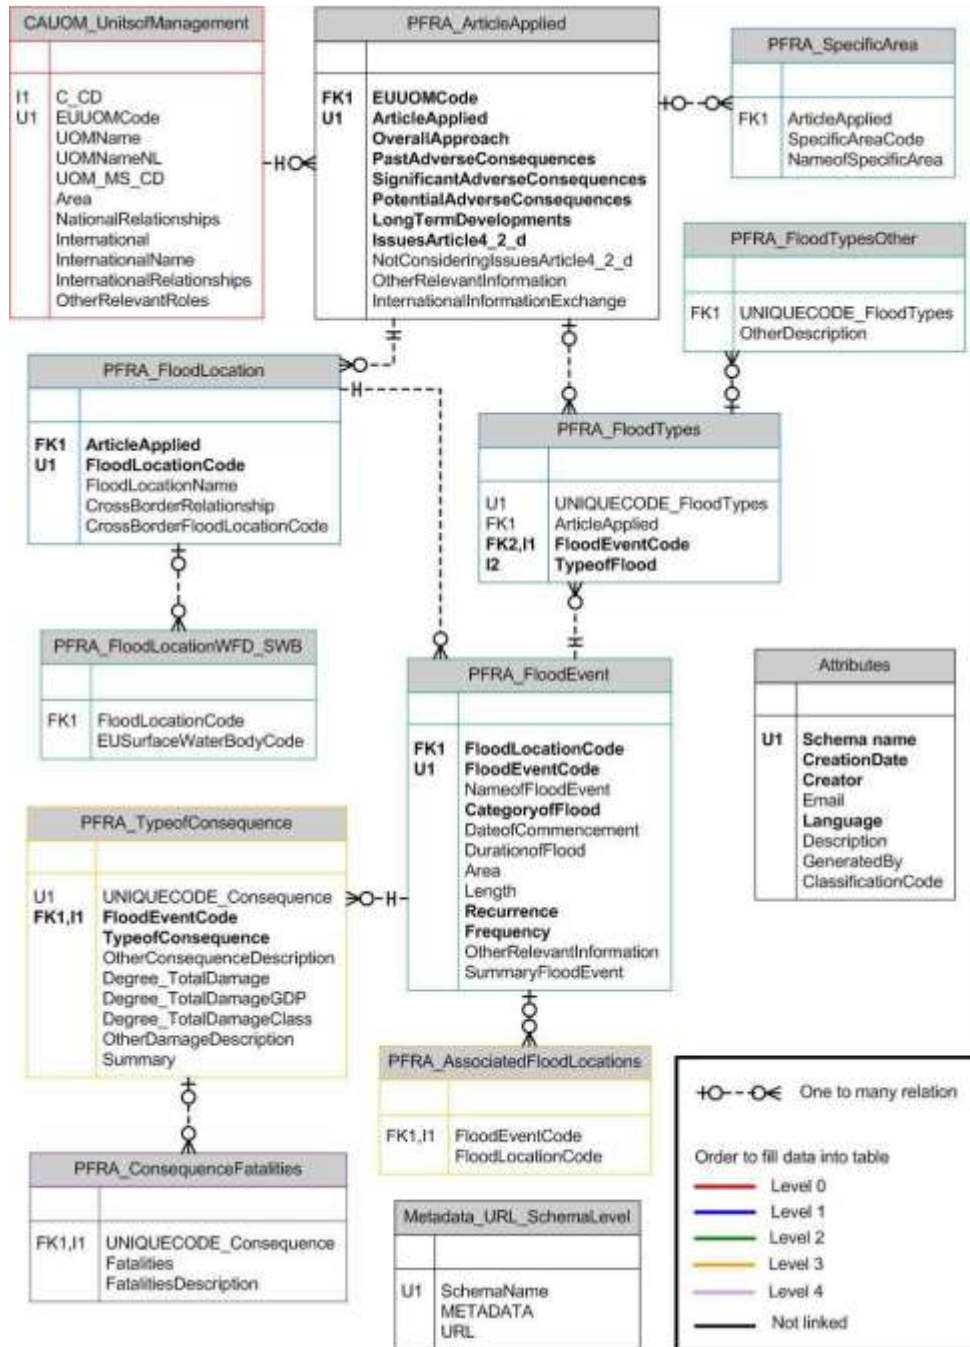 CAUOM_UnitsofManagement
I1 C_CD
U1 EUUOMCode
UOMName
UOMNameNL
UOM_MS_CD
Area
NationalRelationships
International
InternationalName
InternationalRelationships
OtherRelevantRoles
PFRA_ArticleApplied
FK1 EUUOMCode
U1 ArticleApplied
OverallApproach
PastAdverseConsequences
SignificantAdverseConsequences
PotentialAdverseConsequences
LongTermDevelopments
IssuesArticle4_2_d
NotConsideringIssuesArticle4_2_d
OtherRelevantInformation
InternationalInformationExchange
PFRA_SpecificArea
FK1 ArticleApplied
SpecificAreaCode
NameofSpecificArea
PFRA_FloodTypesOther
FK1 UNIQUECODE_FloodTypes
OtherDescription
PFRA_FloodLocation
FK1 ArticleApplied
U1 FloodLocationCode
FloodLocationName
CrossBorderRelationship
CrossBorderFloodLocationCode
PFRA_FloodTypes
U1 UNIQUECODE_FloodTypes
FK1 ArticleApplied
FK2,I1 FloodEventCode
I2 TypeofFlood
PFRA_FloodLocationWFD_SWB
FK1 FloodLocationCode
EUSurfaceWaterBodyCode
PFRA_FloodEvent
FK1 FloodLocationCode
U1 FloodEventCode
NameofFloodEvent
CategoryofFlood
DateofCommencement
DurationofFlood
Area
Length
Recurrence
Frequency
OtherRelevantInformation
SummaryFloodEvent
Attributes
U1 Schema name
CreationDate
Creator
Email
Language
Description
GeneratedBy
ClassificationCode
PFRA_TypeofConsequence
U1 UNIQUECODE_Consequence
FK1,I1 FloodEventCode
TypeofConsequence
OtherConsequenceDescription
Degree_TotalDamage
Degree_TotalDamageGDP
Degree_TotalDamageClass
OtherDamageDescription
Summary
PFRA_AssociatedFloodLocations
FK1,I1 FloodEventCode
FloodLocationCode
PFRA_ConsequenceFatalities
FK1,I1 UNIQUECODE_Consequence
Fatalities
FatalitiesDescription
Metadata_URL_SchemaLevel
U1 SchemaName
METADATA
URL
One to many relation
Order to fill data into table
Level 0
Level 1
Level 2
Level 3
Level 4
Not linked